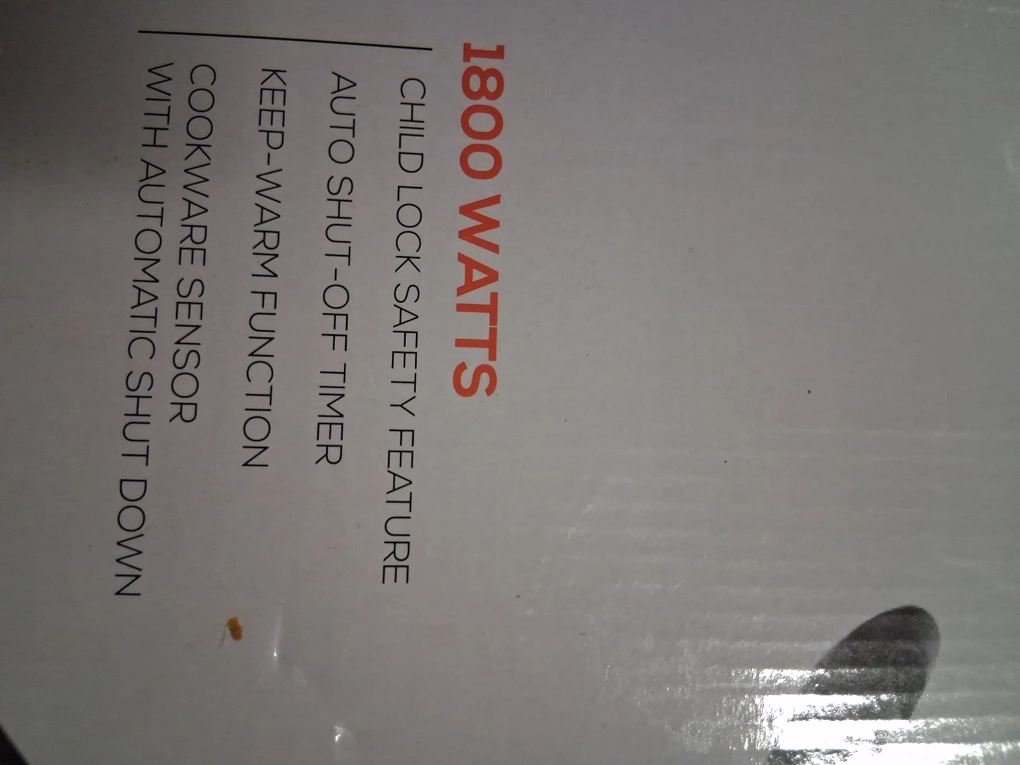 1800 WATTS
CHILD LOCK SAFETY FEATURE
AUTO SHUT-OFF TIMER
KEEP-WARM FUNCTION
COOKWARE SENSOR
WITH AUTOMATIC SHUT DOWN